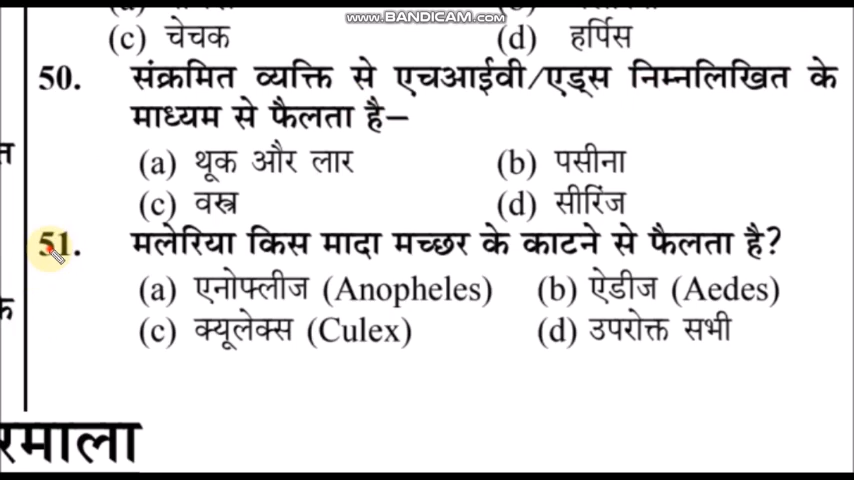 www.BANDICAM.com
(c) चेचक (d) हर्पिस
50. संक्रमित व्यक्ति से एचआईवी/एड्स निम्नलिखित के
माध्यम से फैलता है–
(a) थूक और लार (b) पसीना
(c) वस्त्र (d) सीरिंज
51. मलेरिया किस मादा मच्छर के काटने से फैलता है?
(a) एनोफ्लीज (Anopheles) (b) ऐडीज (Aedes)
(c) क्यूलेक्स (Culex) (d) उपरोक्त सभी